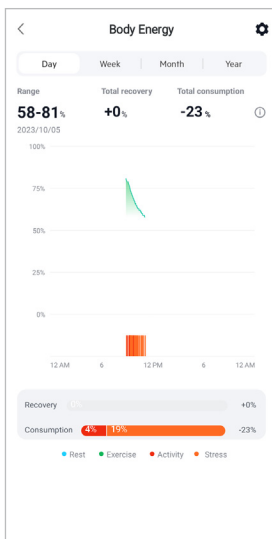 Body Energy
Day Week Month Year
Range Total recovery Total consumption
58-81% +0% -23%
2023/10/05
100%
75%
50%
25%
0%
12 AM 6 12 PM 6 12 AM
Recovery +0%
Consumption 4% 19% -23%
Rest Exercise Activity Stress